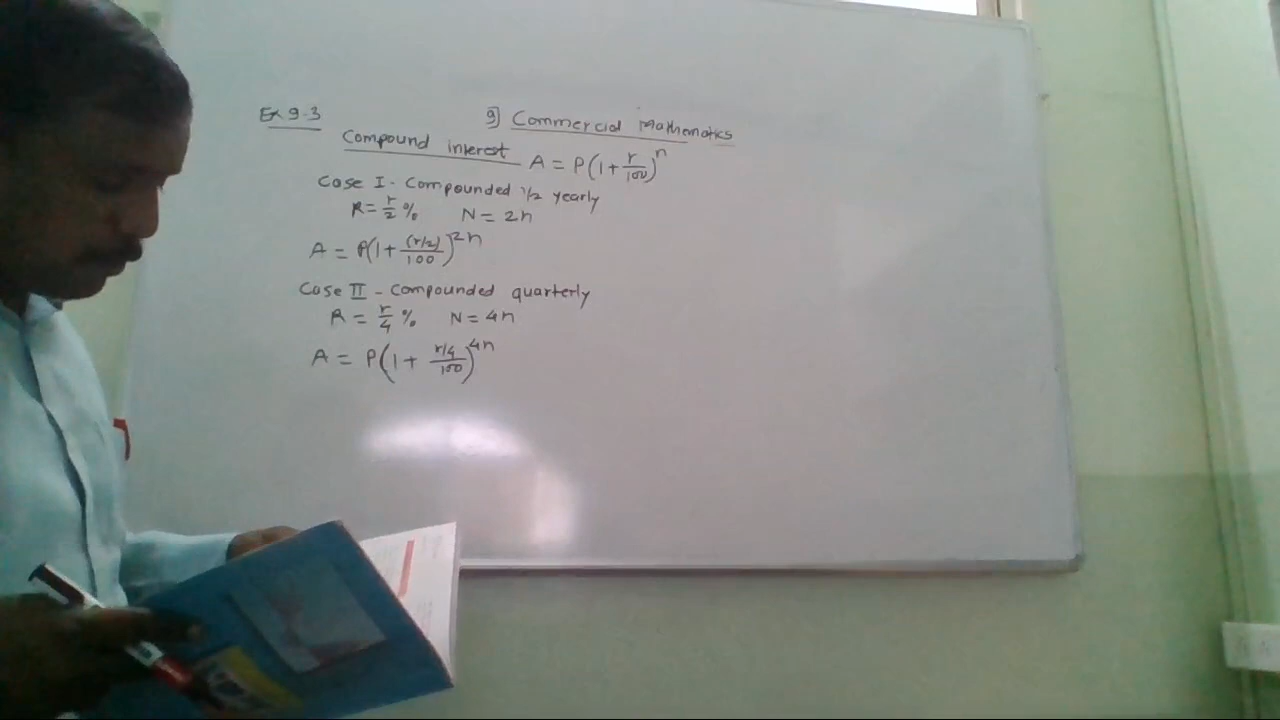 Ex 9.3
9] Commercial Mathematics
Compound interest A = P(1+r/100)^n
Case I - Compounded 1/2 yearly
R = r/2 % N = 2n
A = P(1+(r/2)/100)^2n
Case II - Compounded quarterly
R = r/4 % N = 4n
A = P(1+ r/4/100)^4n